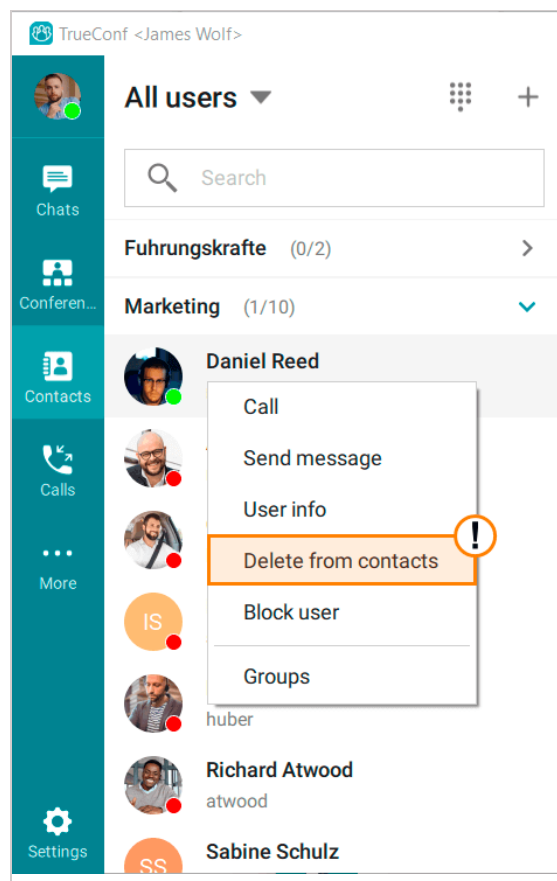 TrueConf <James Wolf>
All users
Search
Chats
Fuhrungskrafte (0/2)
Conferen...
Marketing (1/10)
Daniel Reed
Contacts
Call
Send message
Calls
User info
!
Delete from contacts
More
Block user
IS
Groups
huber
Richard Atwood
atwood
Settings
Sabine Schulz
SS